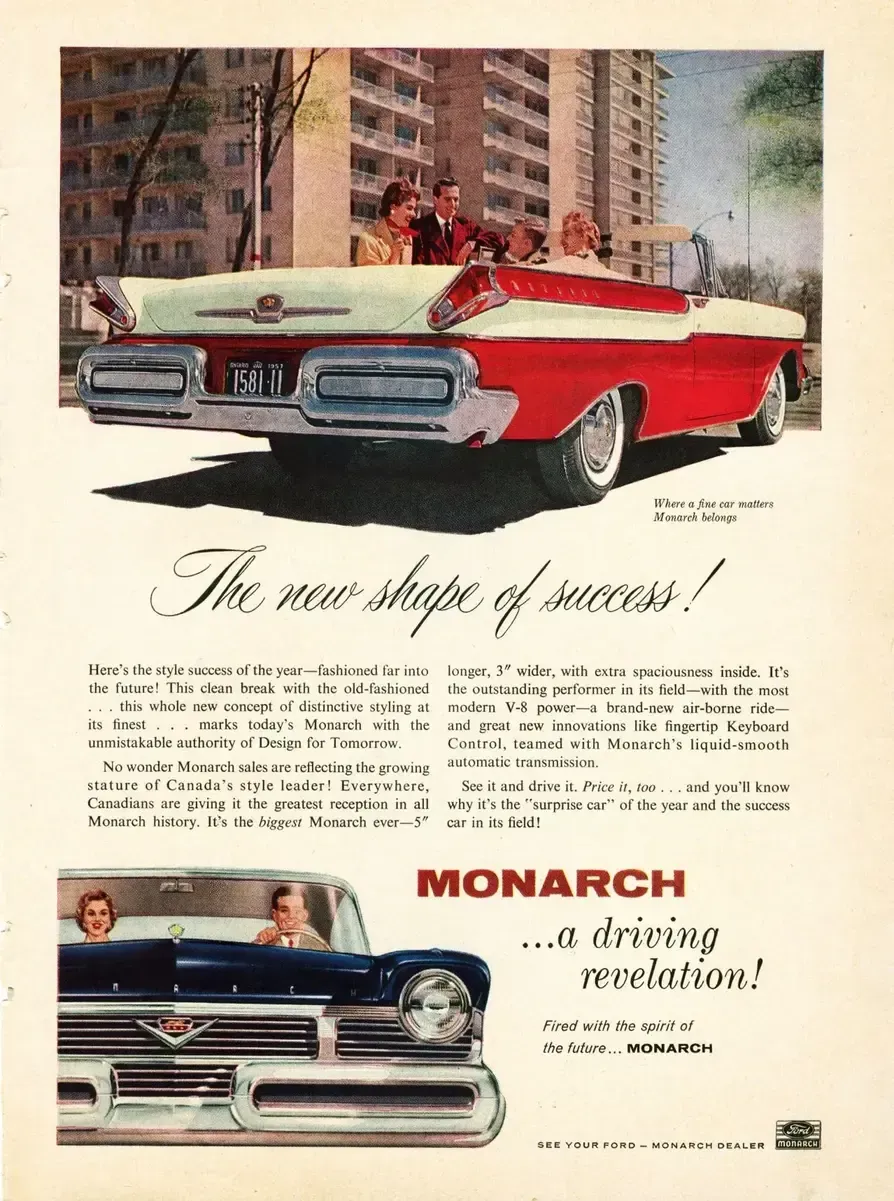 MONARCH
ONTARIO 1957
1581·11
Where a fine car matters
Monarch belongs
The new shape of success!
Here's the style success of the year—fashioned far into
the future! This clean break with the old-fashioned
. . . this whole new concept of distinctive styling at
its finest . . . marks today's Monarch with the
unmistakable authority of Design for Tomorrow.
No wonder Monarch sales are reflecting the growing
stature of Canada's style leader! Everywhere,
Canadians are giving it the greatest reception in all
Monarch history. It's the biggest Monarch ever—5"
longer, 3" wider, with extra spaciousness inside. It's
the outstanding performer in its field—with the most
modern V-8 power—a brand-new air-borne ride—
and great new innovations like fingertip Keyboard
Control, teamed with Monarch's liquid-smooth
automatic transmission.
See it and drive it. Price it, too . . . and you'll know
why it's the "surprise car" of the year and the success
car in its field!
MONARCH
...a driving
revelation!
N A R C H
Fired with the spirit of
the future... MONARCH
SEE YOUR FORD – MONARCH DEALER
Ford
MONARCH